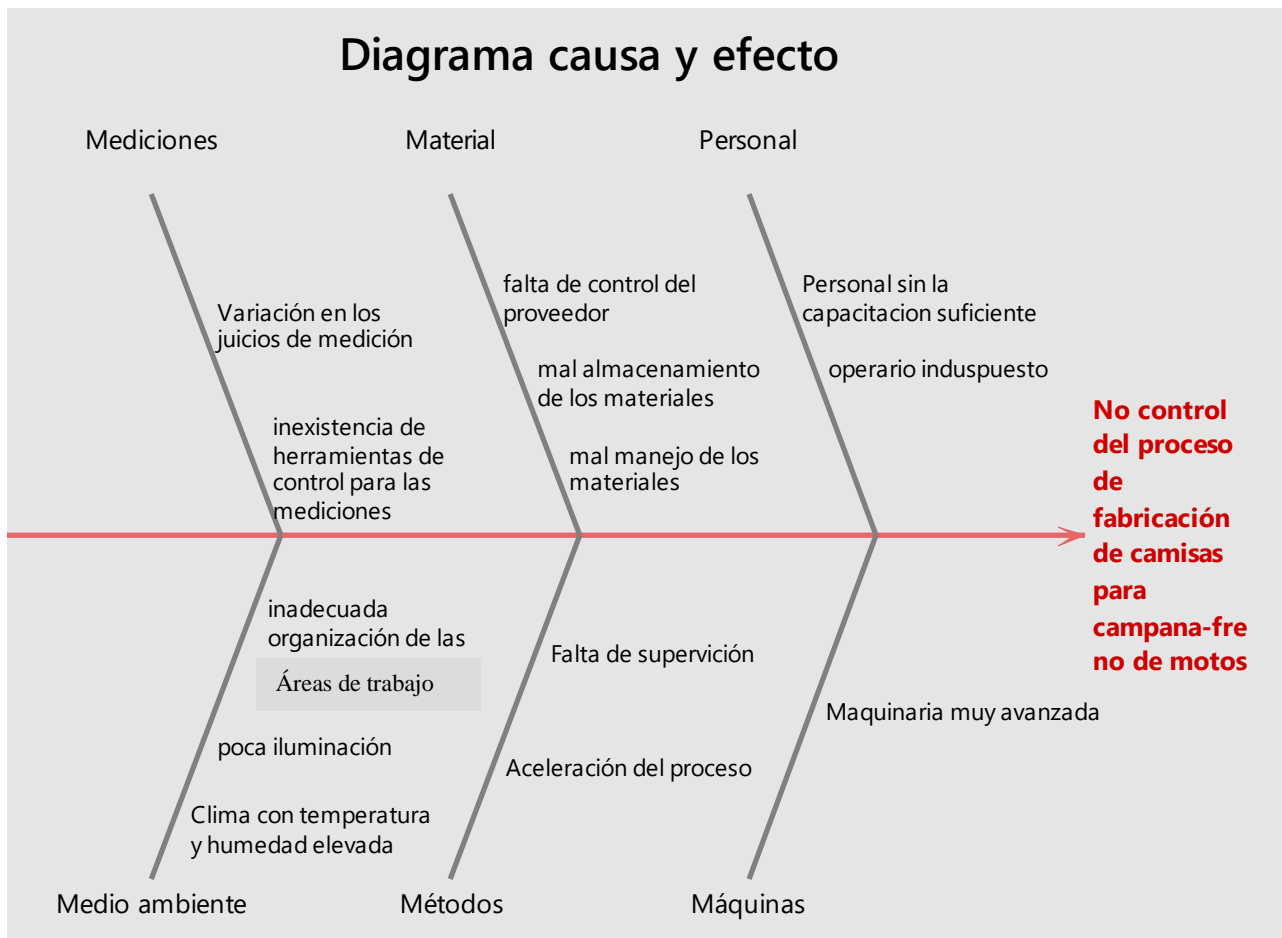 Diagrama causa y efecto
Mediciones
Material
Personal
Variación en los
juicios de medición
inexistencia de
herramientas de
control para las
mediciones
falta de control del
proveedor
mal almacenamiento
de los materiales
mal manejo de los
materiales
Personal sin la
capacitacion suficiente
operario induspuesto
No control
del proceso
de
fabricación
de camisas
para
campana-fre
no de motos
inadecuada
organización de las
Áreas de trabajo
poca iluminación
Clima con temperatura
y humedad elevada
Falta de supervición
Aceleración del proceso
Maquinaria muy avanzada
Medio ambiente
Métodos
Máquinas